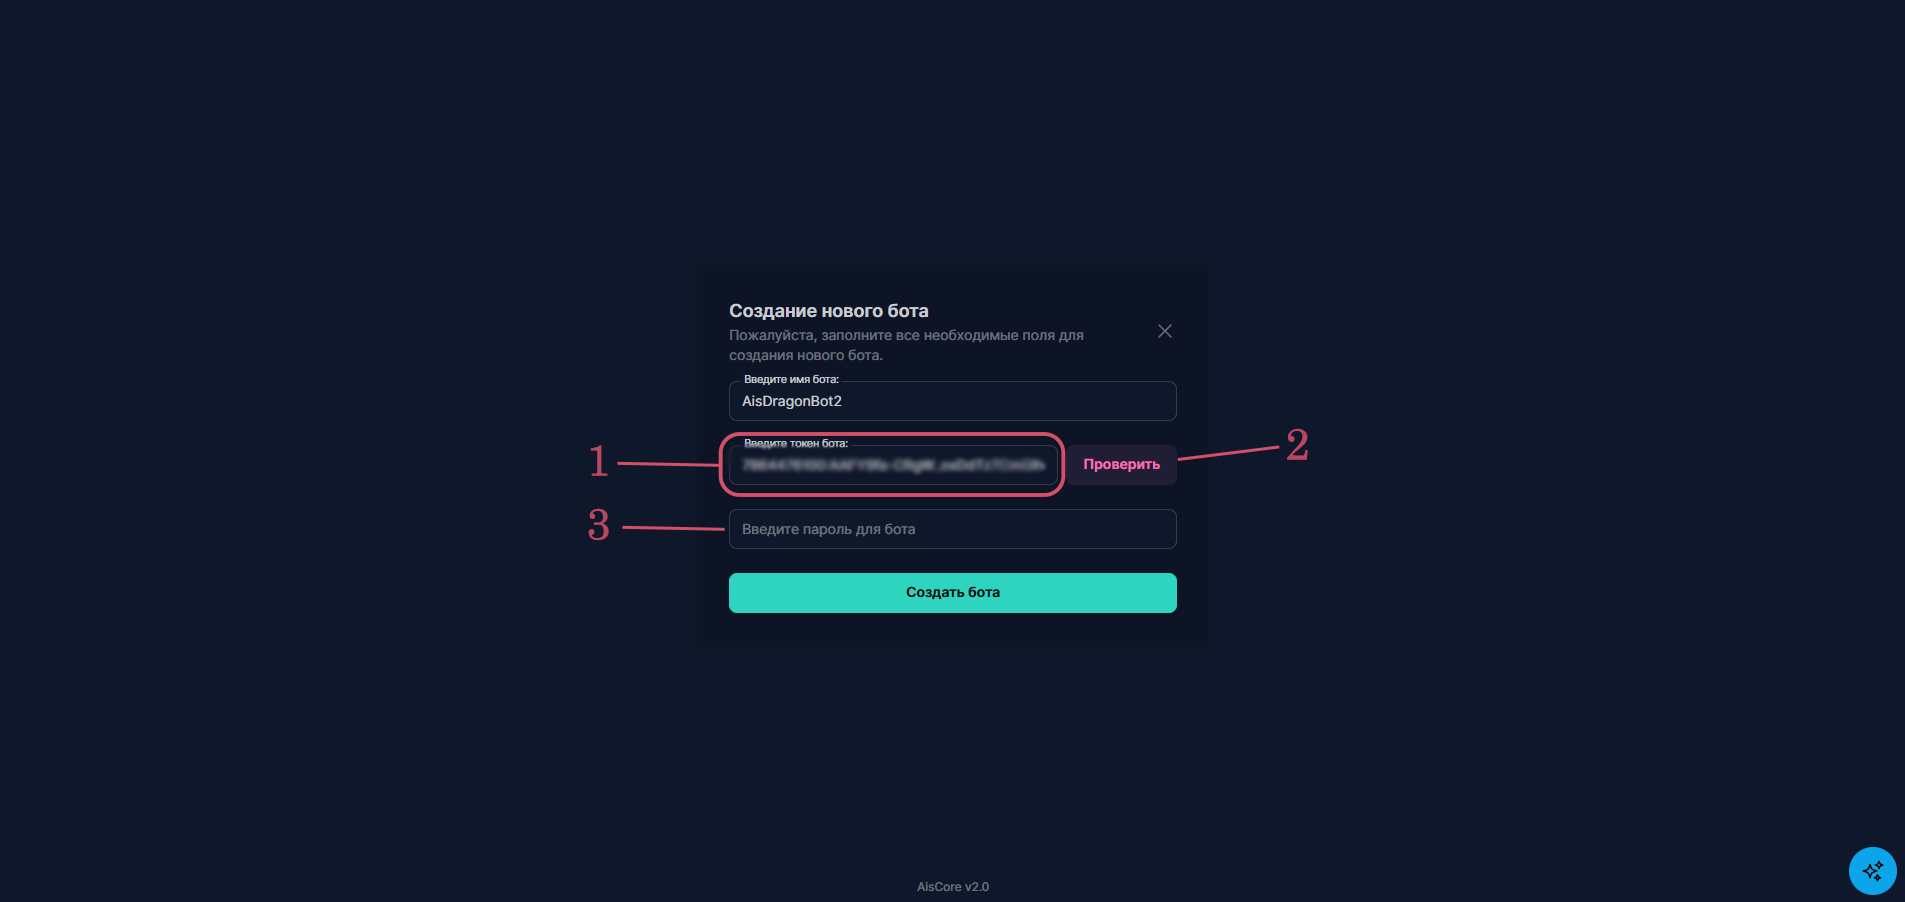 Создание нового бота
Пожалуйста, заполните все необходимые поля для
создания нового бота.
Введите имя бота:
AisDragonBot2
Введите токен бота:
1
Проверить
2
3
Введите пароль для бота
Создать бота
AisCore v2.0